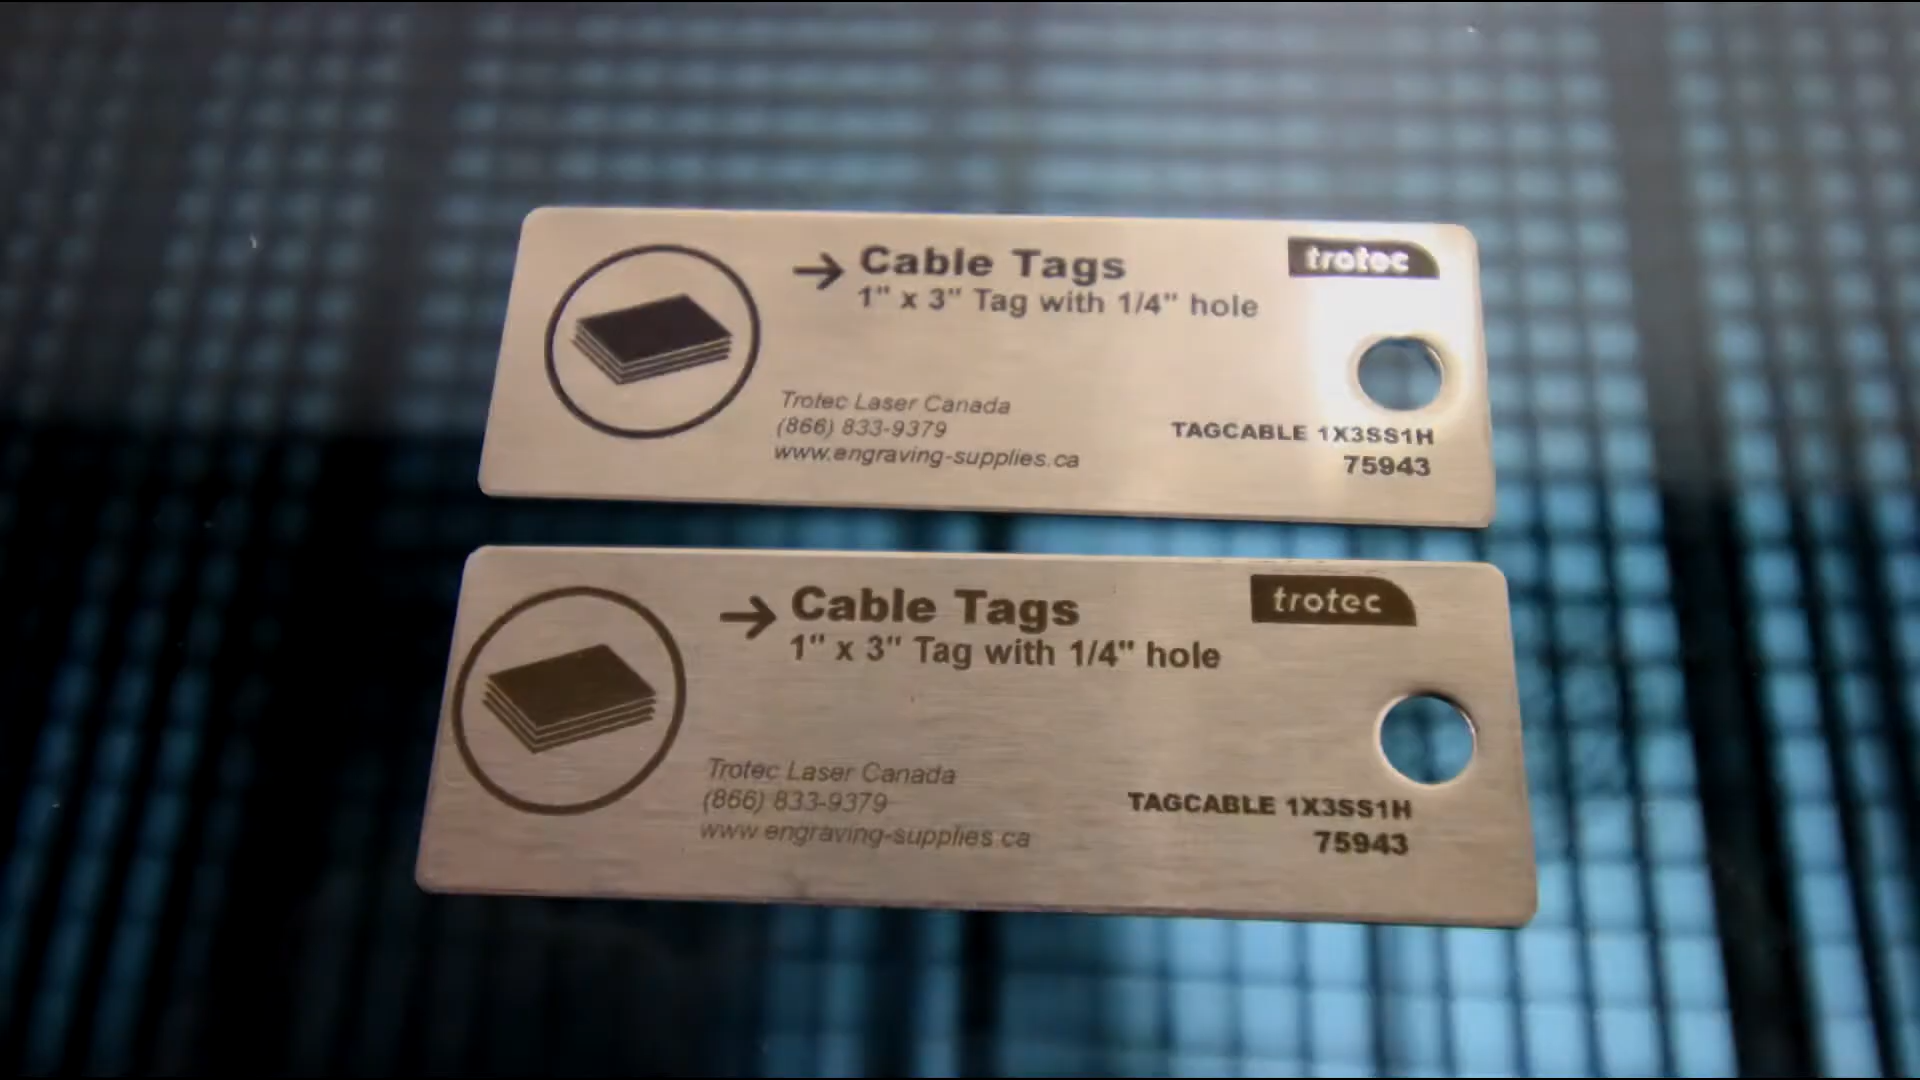 → Cable Tags
1" x 3" Tag with 1/4" hole
trotec
Trotec Laser Canada
(866) 833-9379
www.engraving-supplies.ca
TAGCABLE 1X3SS1H
75943
→ Cable Tags
1" x 3" Tag with 1/4" hole
trotec
Trotec Laser Canada
(866) 833-9379
www.engraving-supplies.ca
TAGCABLE 1X3SS1H
75943